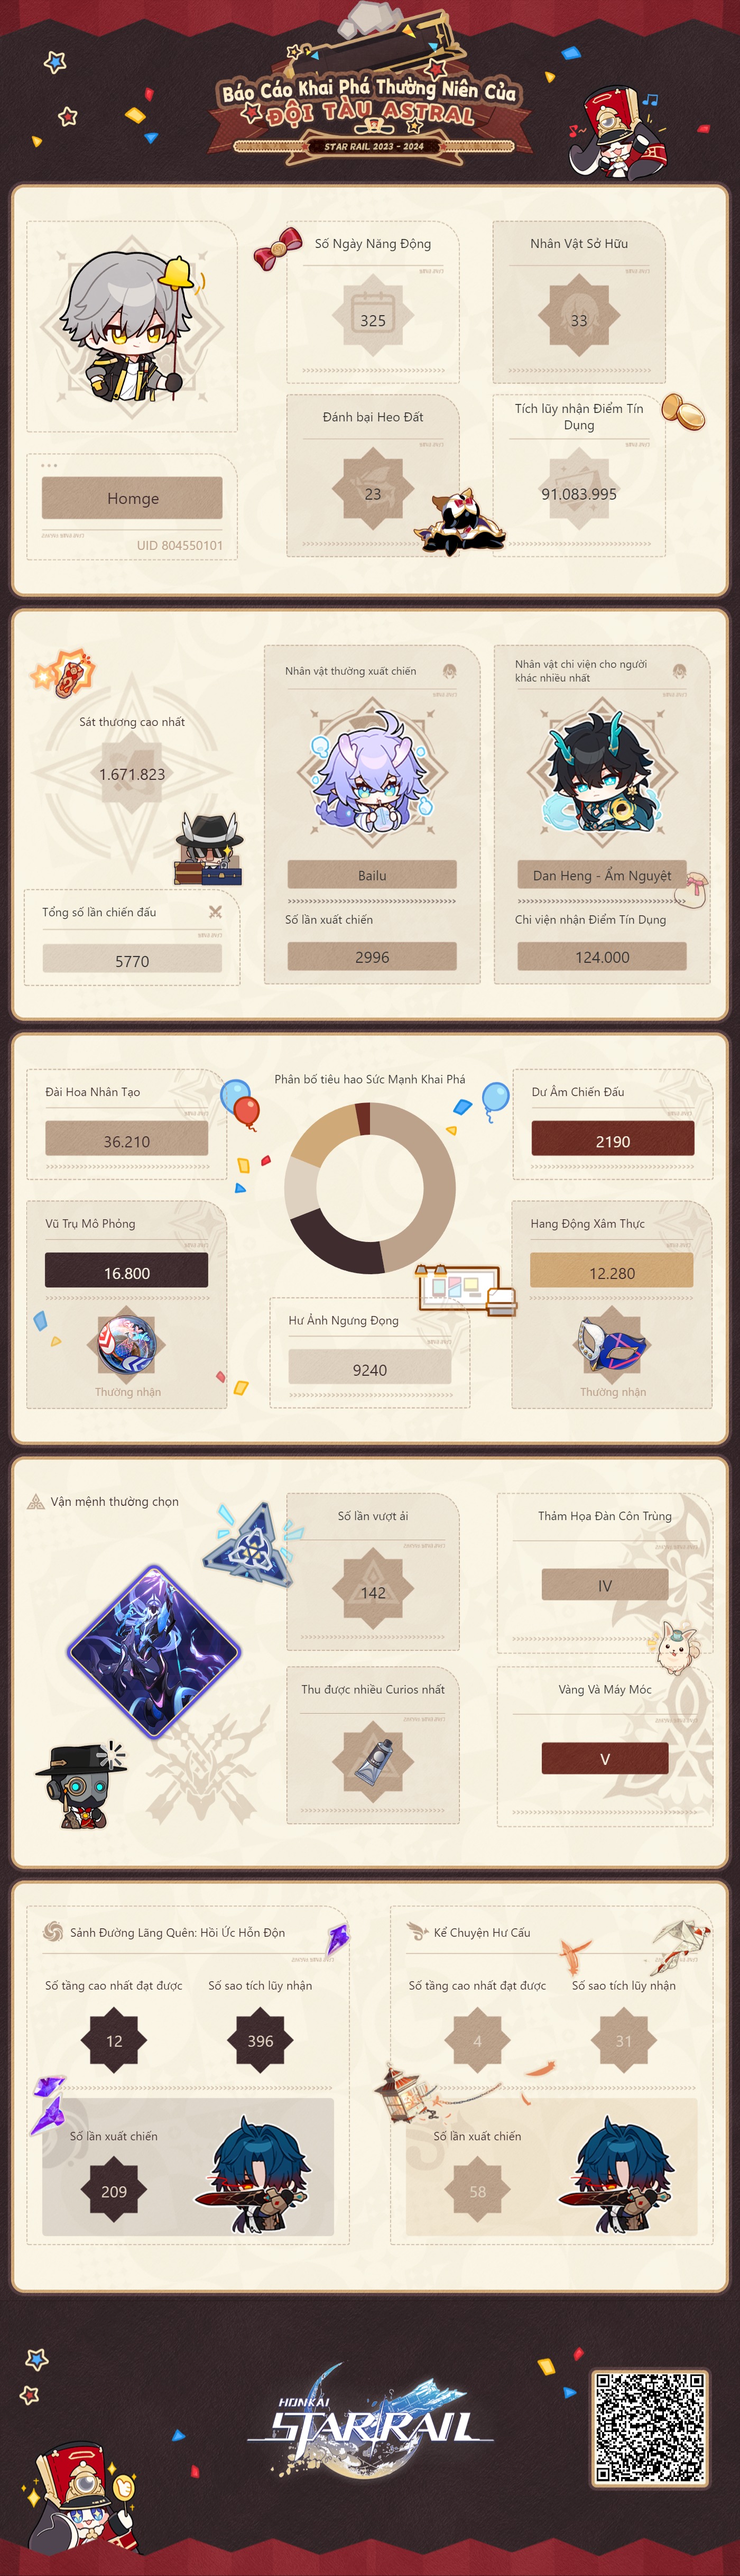 Báo Cáo Khai Phá Thường Niên Của
ĐỘI TÀU ASTRAL
STAR RAIL 2023 - 2024
Số Ngày Năng Động
325
Nhân Vật Sở Hữu
33
Đánh bại Heo Đất
23
Tích lũy nhận Điểm Tín
Dụng
91.083.995
Homge
UID 804550101
Sát thương cao nhất
1.671.823
Tổng số lần chiến đấu
5770
Nhân vật thường xuất chiến
Bailu
Số lần xuất chiến
2996
Nhân vật chi viện cho người
khác nhiều nhất
Dan Heng - Ẩm Nguyệt
Chi viện nhận Điểm Tín Dụng
124.000
Đài Hoa Nhân Tạo
36.210
Phân bố tiêu hao Sức Mạnh Khai Phá
Dư Âm Chiến Đấu
2190
Vũ Trụ Mô Phỏng
16.800
Thường nhận
Hư Ảnh Ngưng Đọng
9240
Hang Động Xâm Thực
12.280
Thường nhận
Vận mệnh thường chọn
Số lần vượt ải
142
Thảm Họa Đàn Côn Trùng
IV
Thu được nhiều Curios nhất
Vàng Và Máy Móc
V
Sảnh Đường Lãng Quên: Hồi Ức Hỗn Độn
Số tầng cao nhất đạt được
12
Số sao tích lũy nhận
396
Số lần xuất chiến
209
Kể Chuyện Hư Cấu
Số tầng cao nhất đạt được
4
Số sao tích lũy nhận
31
Số lần xuất chiến
58
HONKAI
STAR RAIL